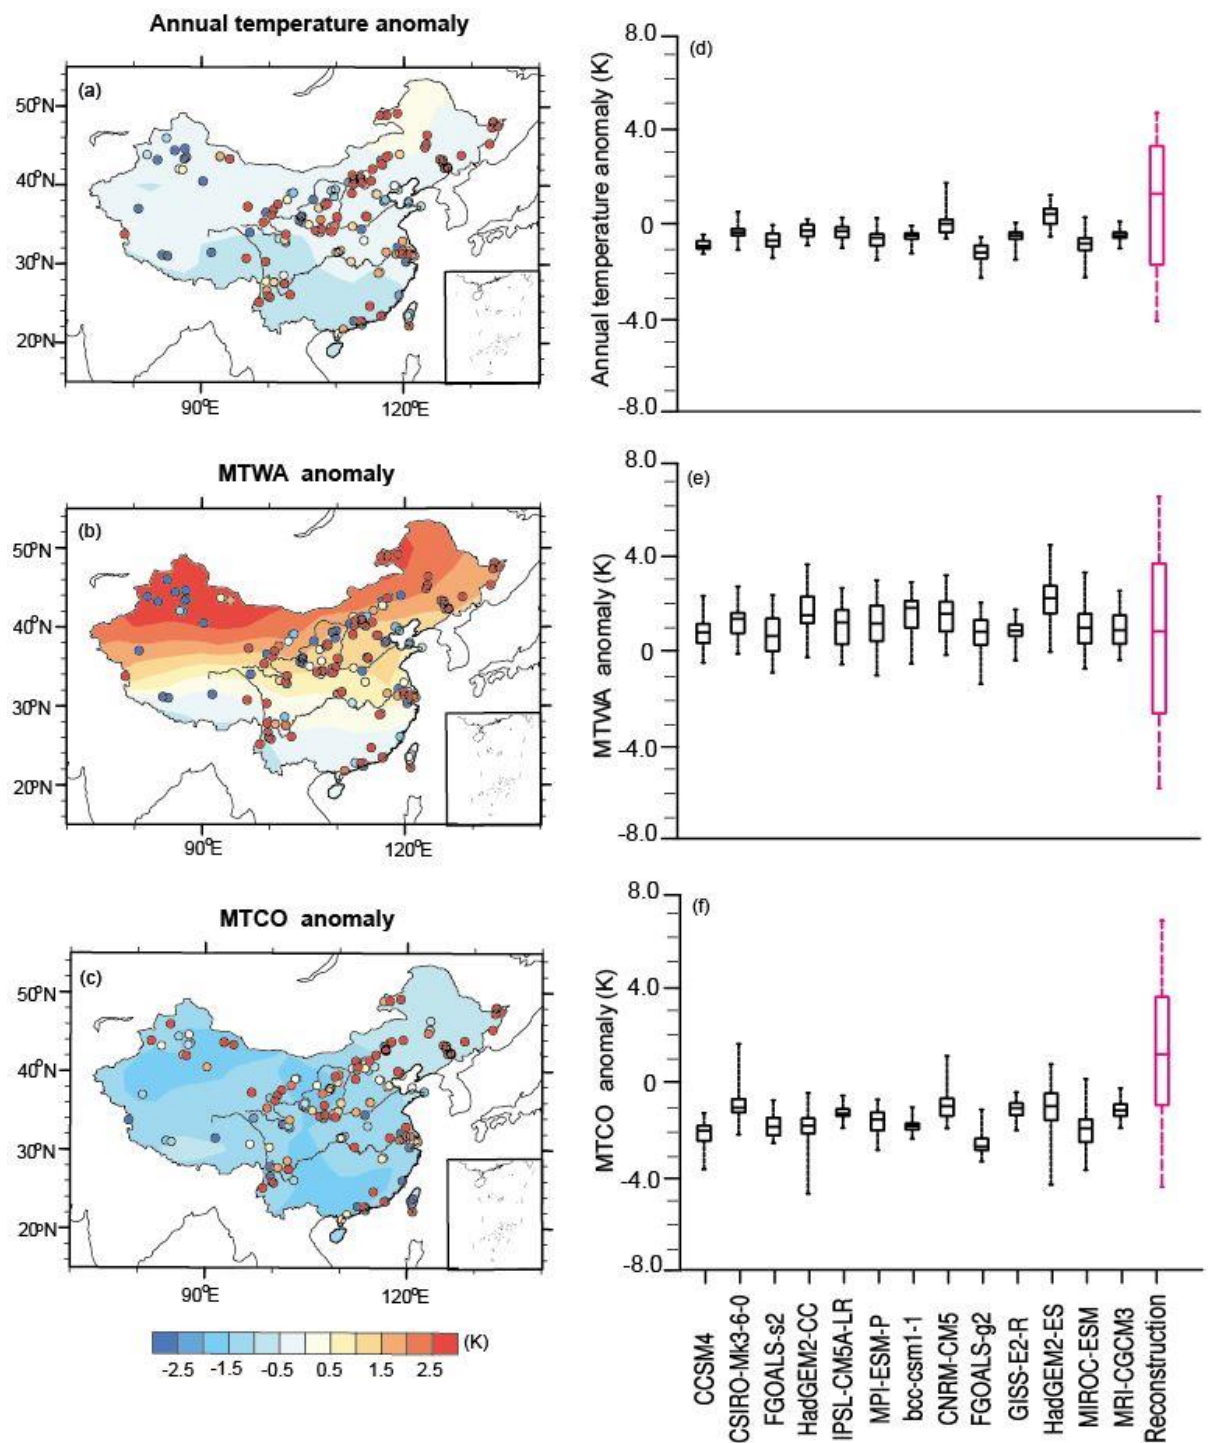 Annual temperature anomaly
(a)
50°N
40°N
30°N
20°N
90°E
120°E
8.0
(d)
4.0
0
-4.0
-8.0
Annual temperature anomaly (K)
MTWA anomaly
(b)
50°N
40°N
30°N
20°N
90°E
120°E
8.0
(e)
4.0
0
-4.0
-8.0
MTWA anomaly (K)
MTCO anomaly
(c)
50°N
40°N
30°N
20°N
90°E
120°E
-2.5 -1.5 -0.5 0.5 1.5 2.5 (K)
8.0
(f)
4.0
0
-4.0
-8.0
MTCO anomaly (K)
CCSM4
CSIRO-Mk3-6-0
FGOALS-s2
HadGEM2-CC
IPSL-CM5A-LR
MPI-ESM-P
bcc-csm1-1
CNRM-CM5
FGOALS-g2
GISS-E2-R
HadGEM2-ES
MIROC-ESM
MRI-CGCM3
Reconstruction